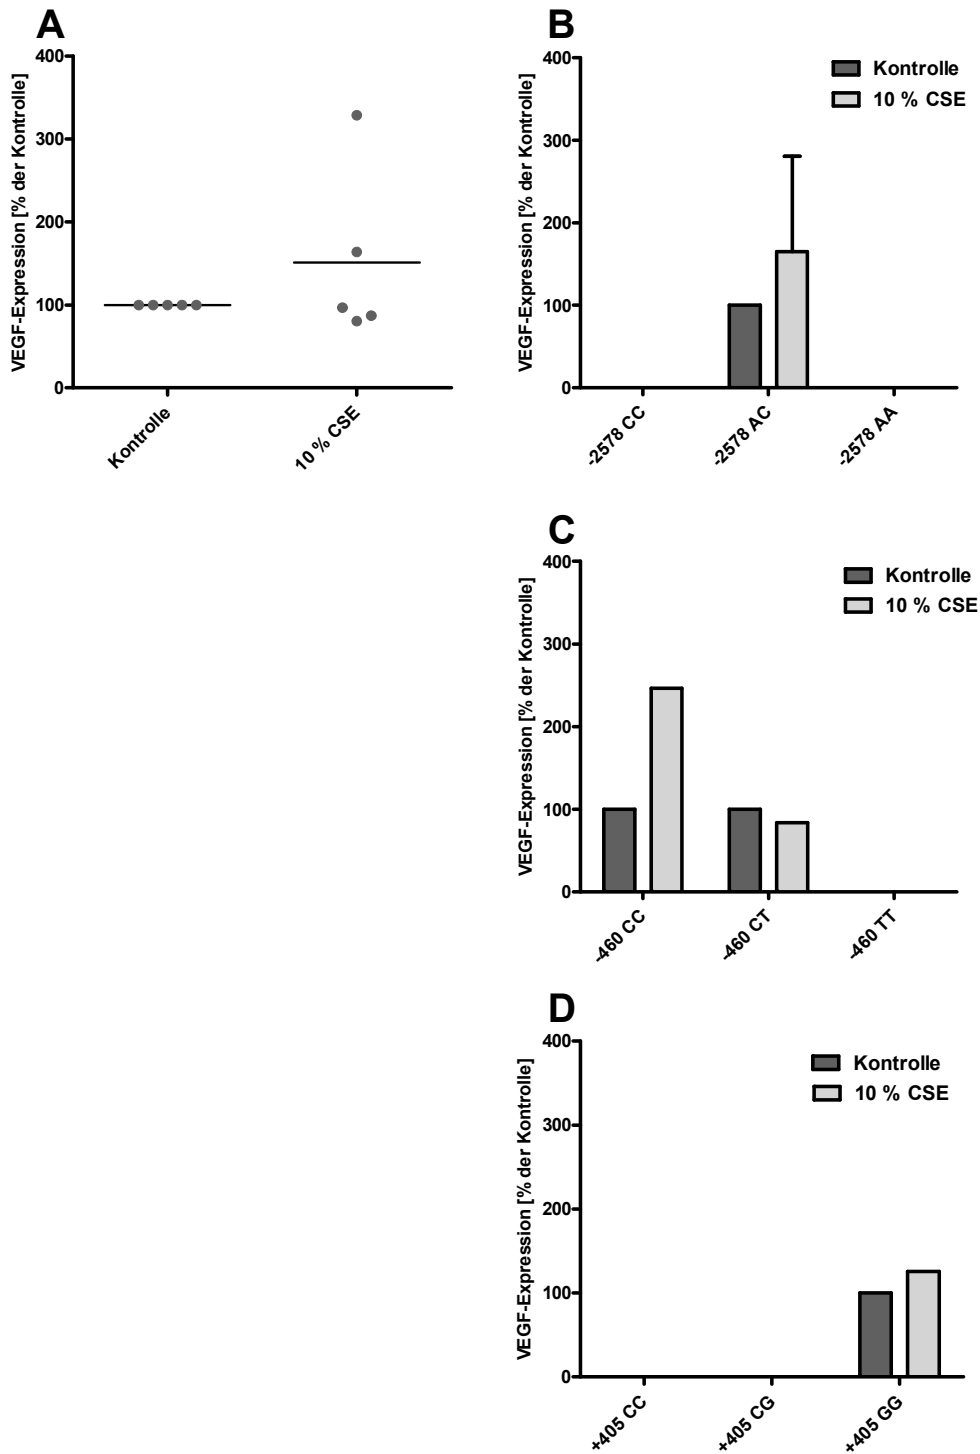 A
VEGF-Expression [% der Kontrolle]
400
300
200
100
0
Kontrolle
10 % CSE
B
VEGF-Expression [% der Kontrolle]
400
300
200
100
0
Kontrolle
10 % CSE
-2578 CC
-2578 AC
-2578 AA
C
VEGF-Expression [% der Kontrolle]
400
300
200
100
0
Kontrolle
10 % CSE
-460 CC
-460 CT
-460 TT
D
VEGF-Expression [% der Kontrolle]
400
300
200
100
0
Kontrolle
10 % CSE
+405 CC
+405 CG
+405 GG